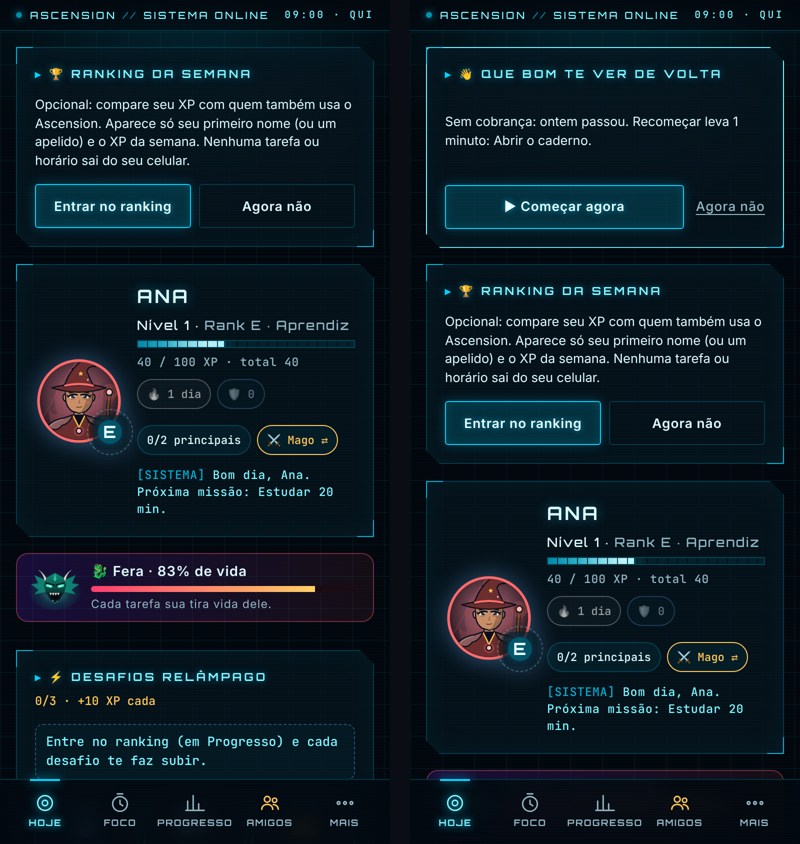 ASCENSION // SISTEMA ONLINE 09:00 · QUI
▶ 🏆 RANKING DA SEMANA
Opcional: compare seu XP com quem também usa o
Ascension. Aparece só seu primeiro nome (ou um
apelido) e o XP da semana. Nenhuma tarefa ou
horário sai do seu celular.
Entrar no ranking
Agora não
ANA
Nível 1 · Rank E · Aprendiz
40 / 100 XP · total 40
🔥 1 dia
🛡 0
E
0/2 principais
⚔ Mago ⇄
[SISTEMA] Bom dia, Ana.
Próxima missão: Estudar 20
min.
🐉 Fera · 83% de vida
Cada tarefa sua tira vida dele.
▶ ⚡ DESAFIOS RELÂMPAGO
0/3 · +10 XP cada
Entre no ranking (em Progresso) e cada
desafio te faz subir.
HOJE
FOCO
PROGRESSO
AMIGOS
MAIS
ASCENSION // SISTEMA ONLINE 09:00 · QUI
▶ 👋 QUE BOM TE VER DE VOLTA
Sem cobrança: ontem passou. Recomeçar leva 1
minuto: Abrir o caderno.
▶ Começar agora
Agora não
▶ 🏆 RANKING DA SEMANA
Opcional: compare seu XP com quem também usa o
Ascension. Aparece só seu primeiro nome (ou um
apelido) e o XP da semana. Nenhuma tarefa ou
horário sai do seu celular.
Entrar no ranking
Agora não
ANA
Nível 1 · Rank E · Aprendiz
40 / 100 XP · total 40
🔥 1 dia
🛡 0
E
0/2 principais
⚔ Mago ⇄
[SISTEMA] Bom dia, Ana.
Próxima missão: Estudar 20
min.
HOJE
FOCO
PROGRESSO
AMIGOS
MAIS